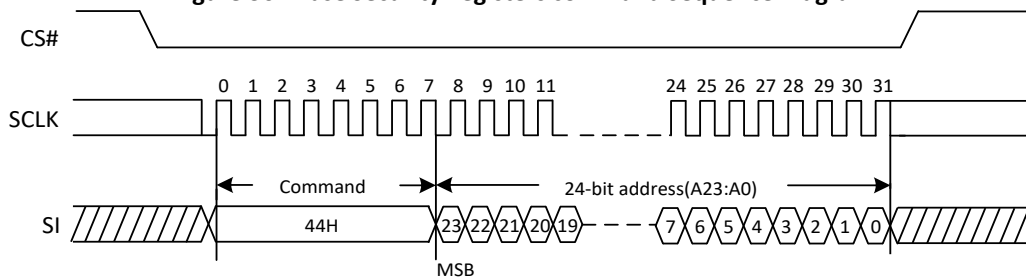 CS#
0 1 2 3 4 5 6 7 8 9 10 11 24 25 26 27 28 29 30 31
SCLK
Command 24-bit address(A23:A0)
SI 44H 23 22 21 20 19 7 6 5 4 3 2 1 0
MSB